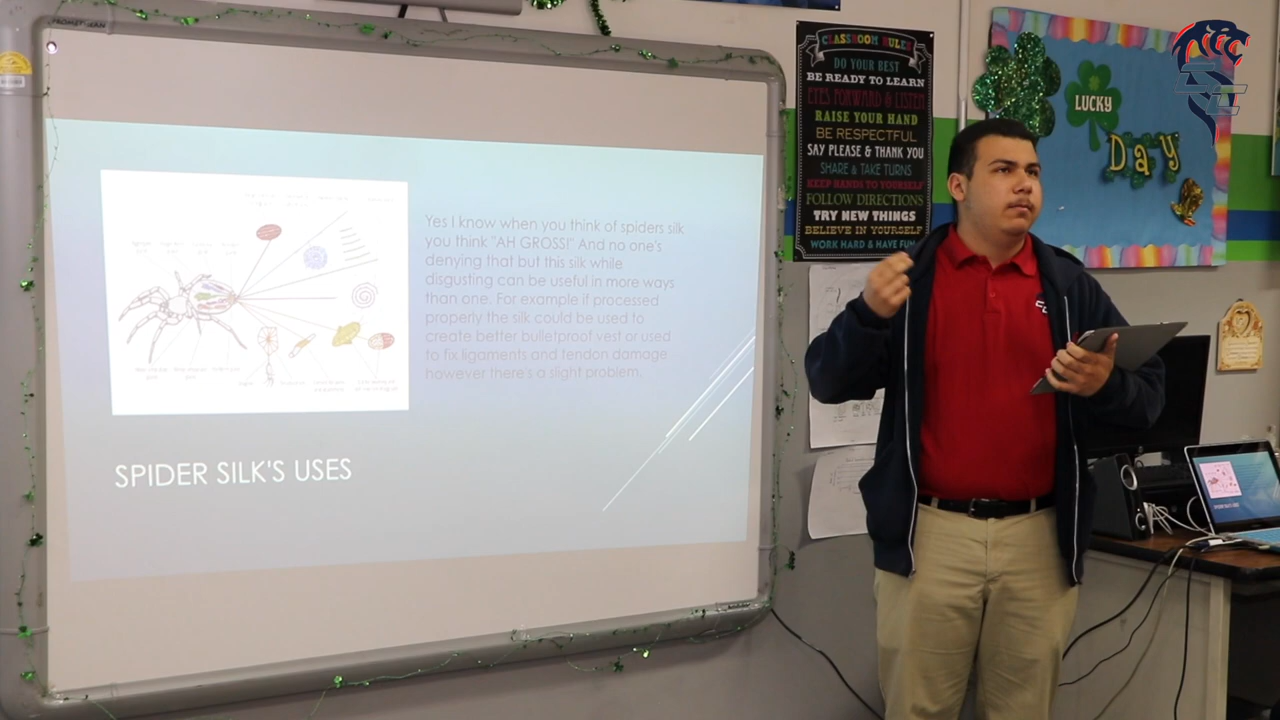 PROMETHEAN
Yes I know when you think of spiders silk
you think "AH GROSS!" And no one's
denying that but this silk while
disgusting can be useful in more ways
than one. For example if processed
properly the silk could be used to
create better bulletproof vest or used
to fix ligaments and tendon damage
however there's a slight problem.
SPIDER SILK'S USES
CLASSROOM RULES
DO YOUR BEST
BE READY TO LEARN
EYES FORWARD & LISTEN
RAISE YOUR HAND
BE RESPECTFUL
SAY PLEASE & THANK YOU
SHARE & TAKE TURNS
KEEP HANDS TO YOURSELF
FOLLOW DIRECTIONS
TRY NEW THINGS
BELIEVE IN YOURSELF
WORK HARD & HAVE FUN
LUCKY
Day